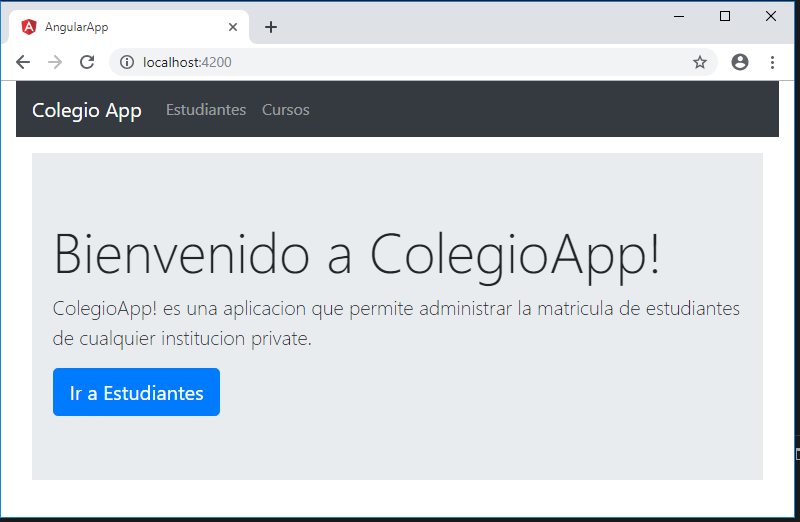 AngularApp
localhost:4200
Colegio App Estudiantes Cursos
Bienvenido a ColegioApp!
ColegioApp! es una aplicacion que permite administrar la matricula de estudiantes
de cualquier institucion private.
Ir a Estudiantes